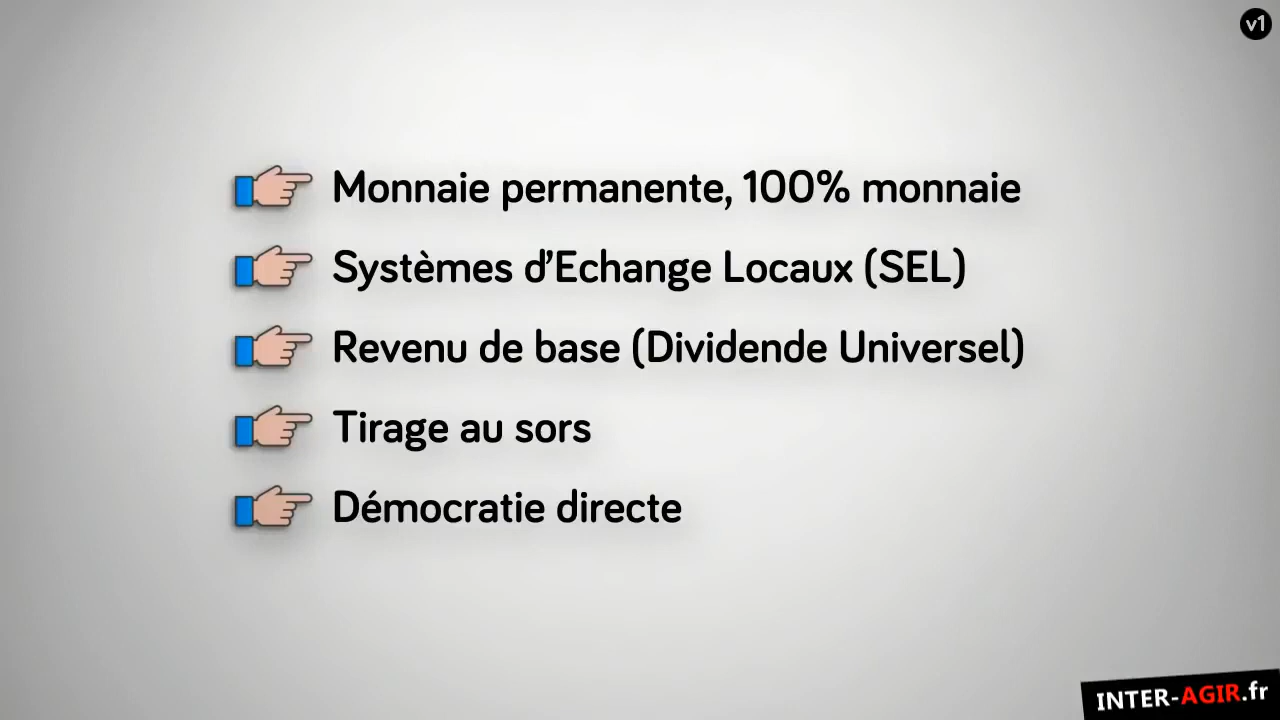 v1
Monnaie permanente, 100% monnaie
Systèmes d'Echange Locaux (SEL)
Revenu de base (Dividende Universel)
Tirage au sors
Démocratie directe
INTER-AGIR.fr